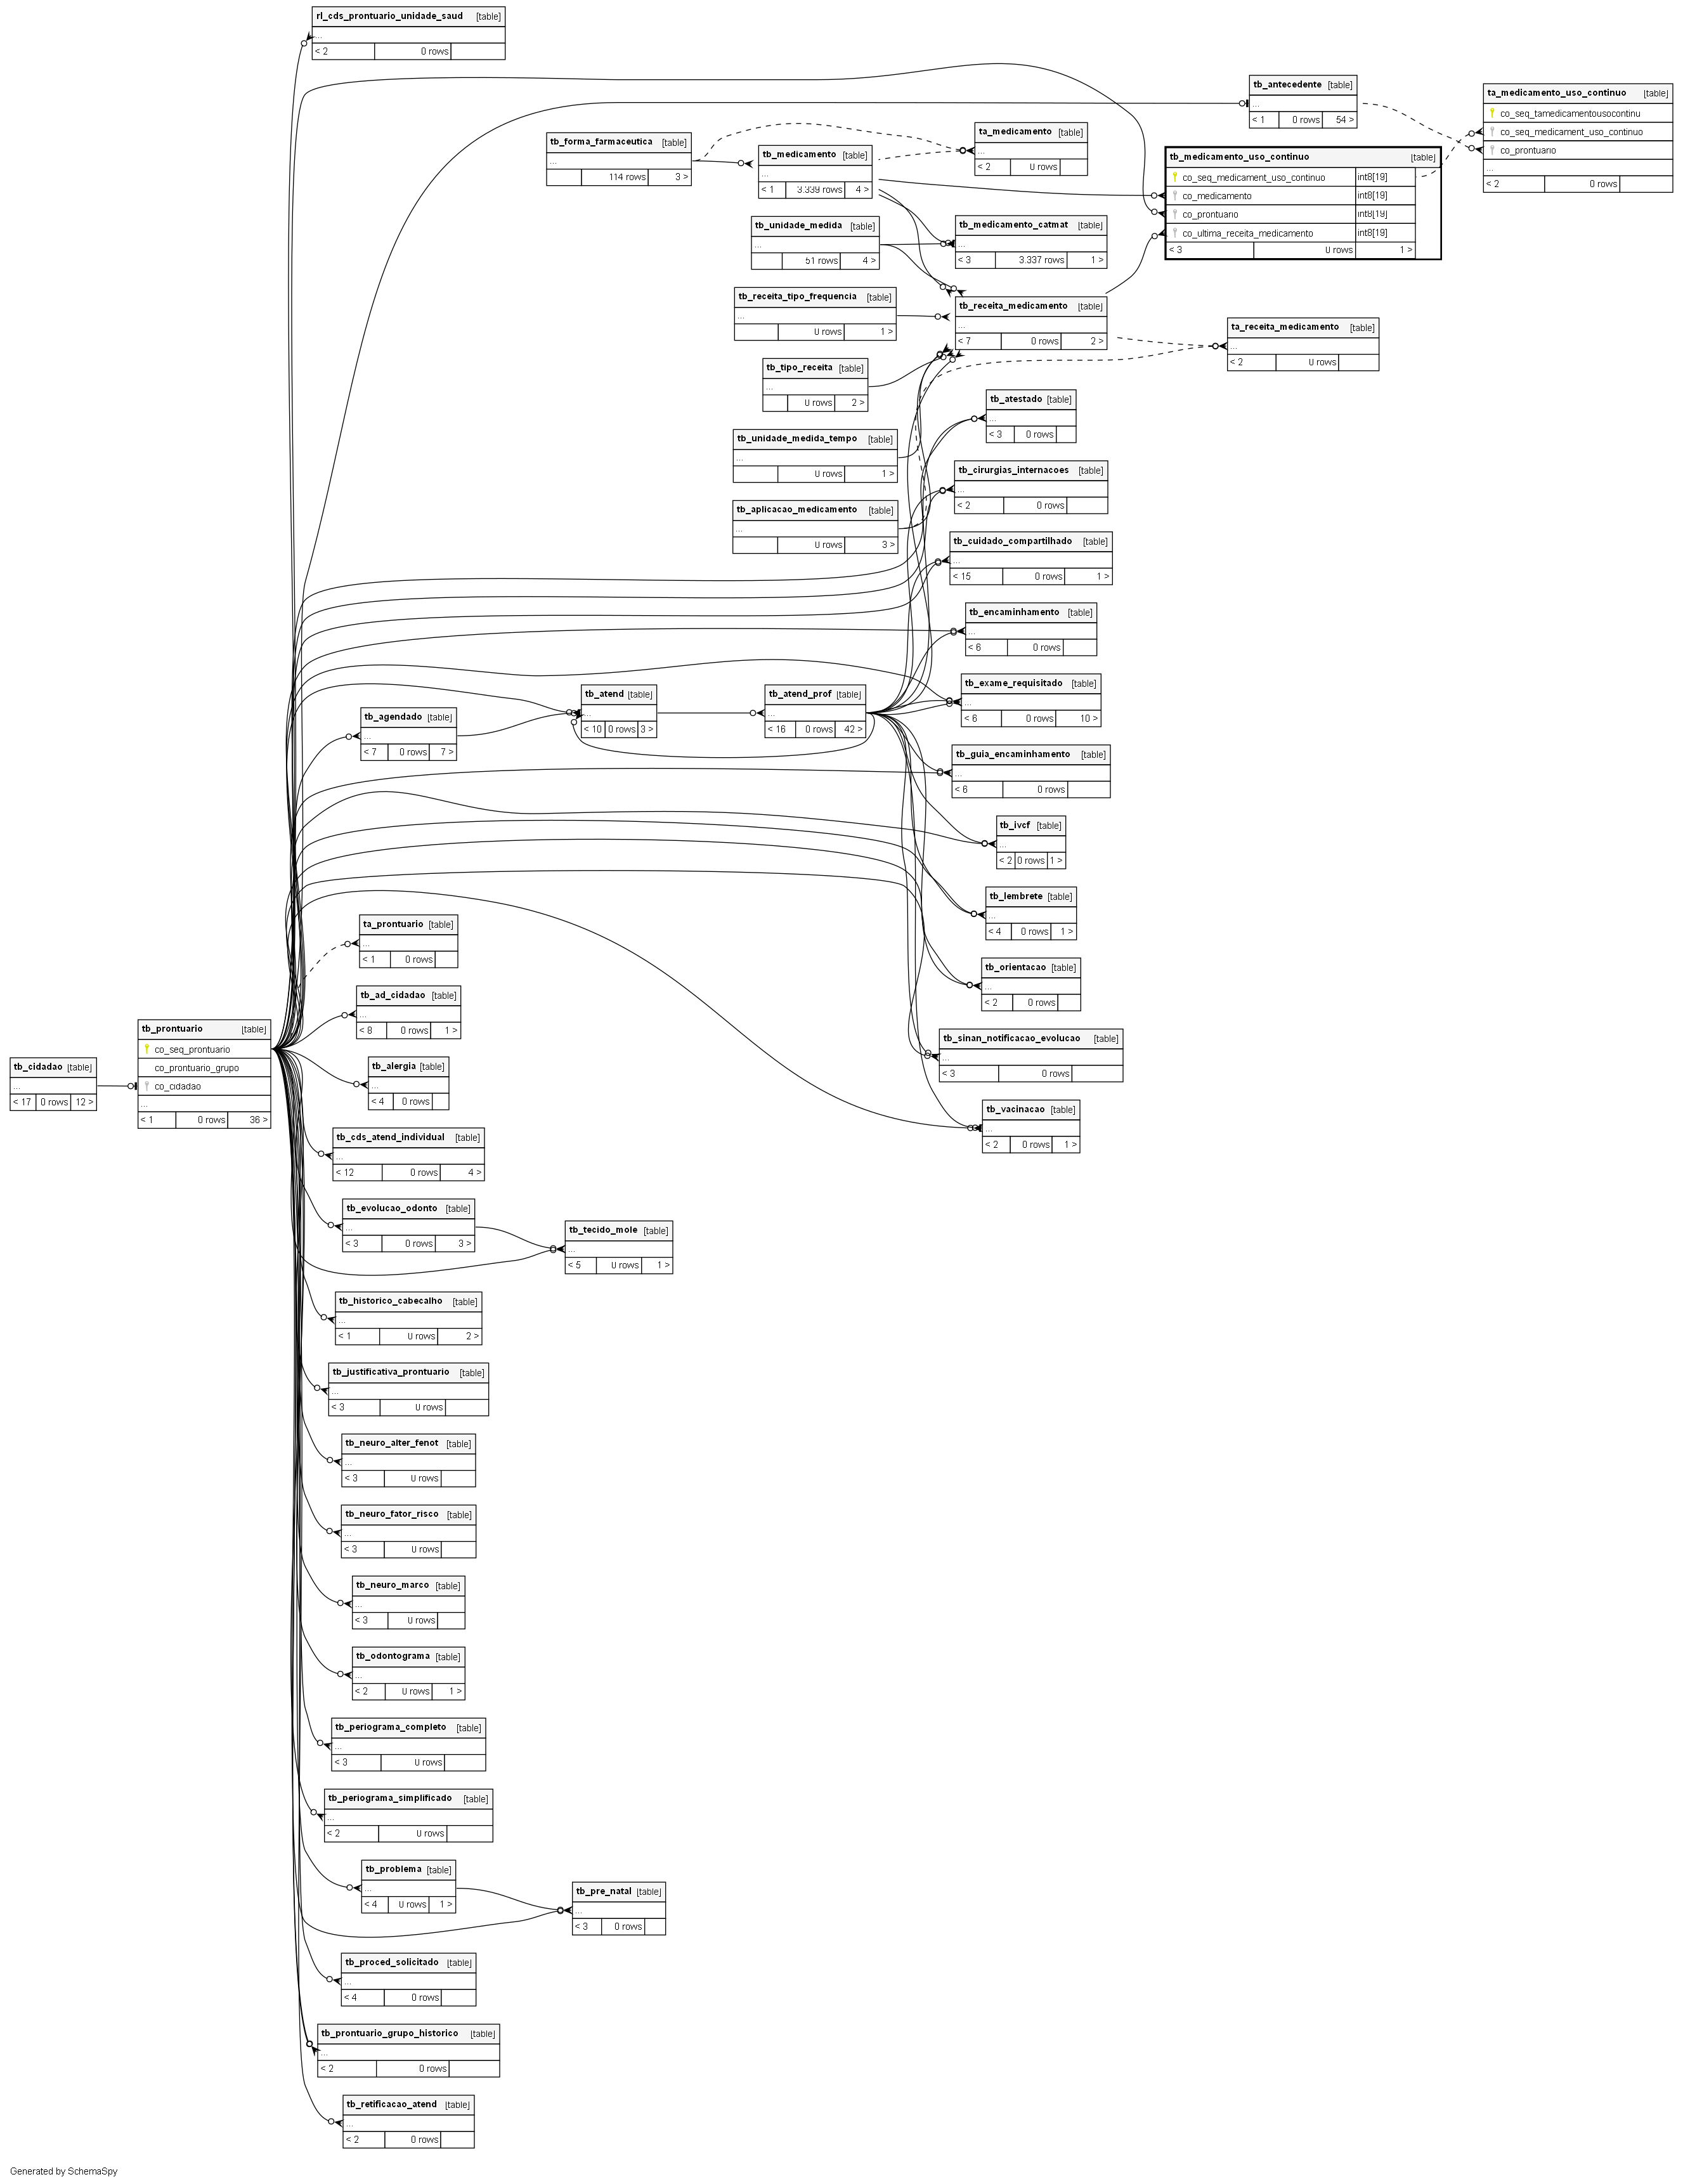 rl_cds_prontuario_unidade_saud [table]
...
< 2 0 rows
tb_antecedente [table]
...
< 1 0 rows 54 >
ta_medicamento_uso_continuo [table]
co_seq_tamedicamentousocontinu
co_seq_medicament_uso_continuo
co_prontuario
...
< 2 0 rows
ta_medicamento [table]
...
< 2 0 rows
tb_forma_farmaceutica [table]
...
114 rows 3 >
tb_medicamento [table]
...
< 1 3.339 rows 4 >
tb_medicamento_uso_continuo [table]
co_seq_medicament_uso_continuo int8[19]
co_medicamento int8[19]
co_prontuario int8[19]
co_ultima_receita_medicamento int8[19]
< 3 0 rows 1 >
tb_unidade_medida [table]
...
51 rows 4 >
tb_medicamento_catmat [table]
...
< 3 3.337 rows 1 >
tb_receita_tipo_frequencia [table]
...
0 rows 1 >
tb_receita_medicamento [table]
...
< 7 0 rows 2 >
ta_receita_medicamento [table]
...
< 2 0 rows
tb_tipo_receita [table]
...
0 rows 2 >
tb_atestado [table]
...
< 3 0 rows
tb_unidade_medida_tempo [table]
...
0 rows 1 >
tb_cirurgias_internacoes [table]
...
< 2 0 rows
tb_aplicacao_medicamento [table]
...
0 rows 3 >
tb_cuidado_compartilhado [table]
...
< 15 0 rows 1 >
tb_encaminhamento [table]
...
< 6 0 rows
tb_exame_requisitado [table]
...
< 6 0 rows 10 >
tb_atend [table]
...
< 10 0 rows 3 >
tb_atend_prof [table]
...
< 16 0 rows 42 >
tb_agendado [table]
...
< 7 0 rows 7 >
tb_guia_encaminhamento [table]
...
< 6 0 rows
tb_ivcf [table]
...
< 2 0 rows 1 >
tb_lembrete [table]
...
< 4 0 rows 1 >
ta_prontuario [table]
...
< 1 0 rows
tb_orientacao [table]
...
< 2 0 rows
tb_ad_cidadao [table]
...
< 8 0 rows 1 >
tb_prontuario [table]
co_seq_prontuario
co_prontuario_grupo
co_cidadao
...
< 1 0 rows 36 >
tb_sinan_notificacao_evolucao [table]
...
< 3 0 rows
tb_cidadao [table]
...
< 17 0 rows 12 >
tb_alergia [table]
...
< 4 0 rows
tb_vacinacao [table]
...
< 2 0 rows 1 >
tb_cds_atend_individual [table]
...
< 12 0 rows 4 >
tb_evolucao_odonto [table]
...
< 3 0 rows 3 >
tb_tecido_mole [table]
...
< 5 0 rows 1 >
tb_historico_cabecalho [table]
...
< 1 0 rows 2 >
tb_justificativa_prontuario [table]
...
< 3 0 rows
tb_neuro_alter_fenot [table]
...
< 3 0 rows
tb_neuro_fator_risco [table]
...
< 3 0 rows
tb_neuro_marco [table]
...
< 3 0 rows
tb_odontograma [table]
...
< 2 0 rows 1 >
tb_periograma_completo [table]
...
< 3 0 rows
tb_periograma_simplificado [table]
...
< 2 0 rows
tb_problema [table]
...
< 4 0 rows 1 >
tb_pre_natal [table]
...
< 3 0 rows
tb_proced_solicitado [table]
...
< 4 0 rows
tb_prontuario_grupo_historico [table]
...
< 2 0 rows
tb_retificacao_atend [table]
...
< 2 0 rows
Generated by SchemaSpy